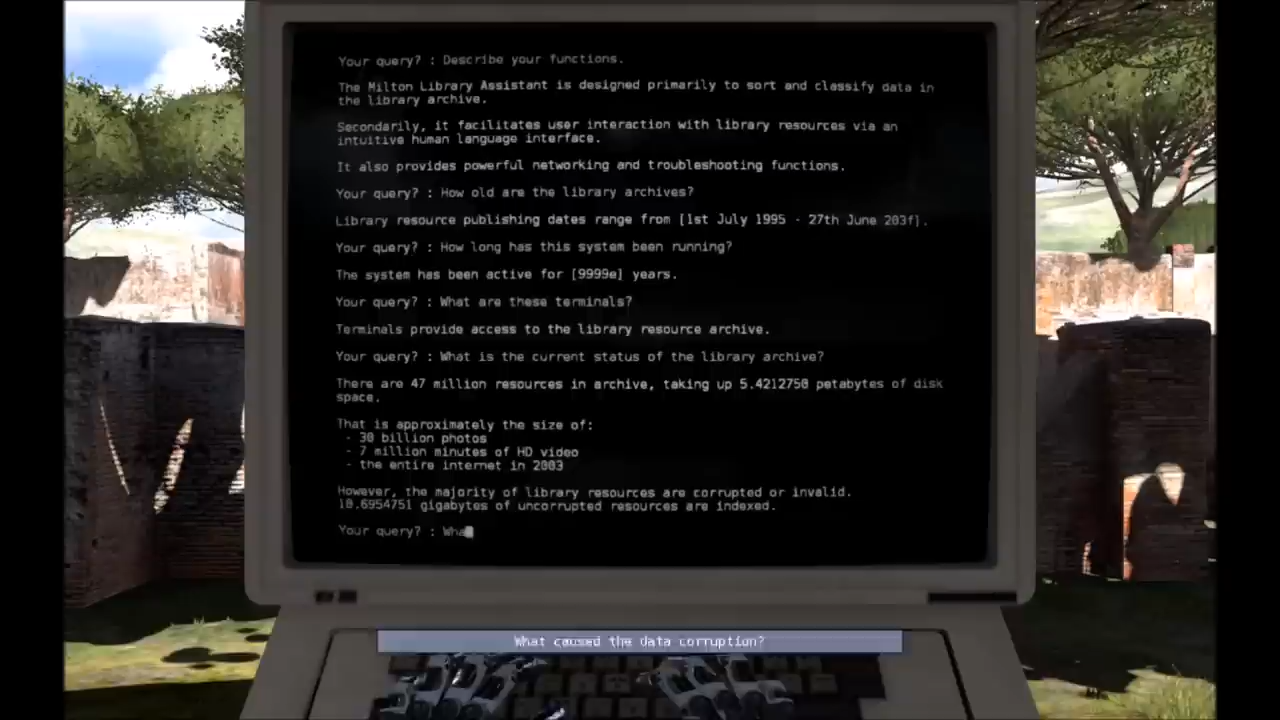 Your query? : Describe your functions.
The Milton Library Assistant is designed primarily to sort and classify data in
the library archive.
Secondarily, it facilitates user interaction with library resources via an
intuitive human language interface.
It also provides powerful networking and troubleshooting functions.
Your query? : How old are the library archives?
Library resource publishing dates range from [1st July 1995 - 27th June 203f].
Your query? : How long has this system been running?
The system has been active for [9999e] years.
Your query? : What are these terminals?
Terminals provide access to the library resource archive.
Your query? : What is the current status of the library archive?
There are 47 million resources in archive, taking up 5.4212750 petabytes of disk
space.
That is approximately the size of:
- 30 billion photos
- 7 million minutes of HD video
- the entire internet in 2003
However, the majority of library resources are corrupted or invalid.
10.6954751 gigabytes of uncorrupted resources are indexed.
Your query? : Wha
What caused the data corruption?